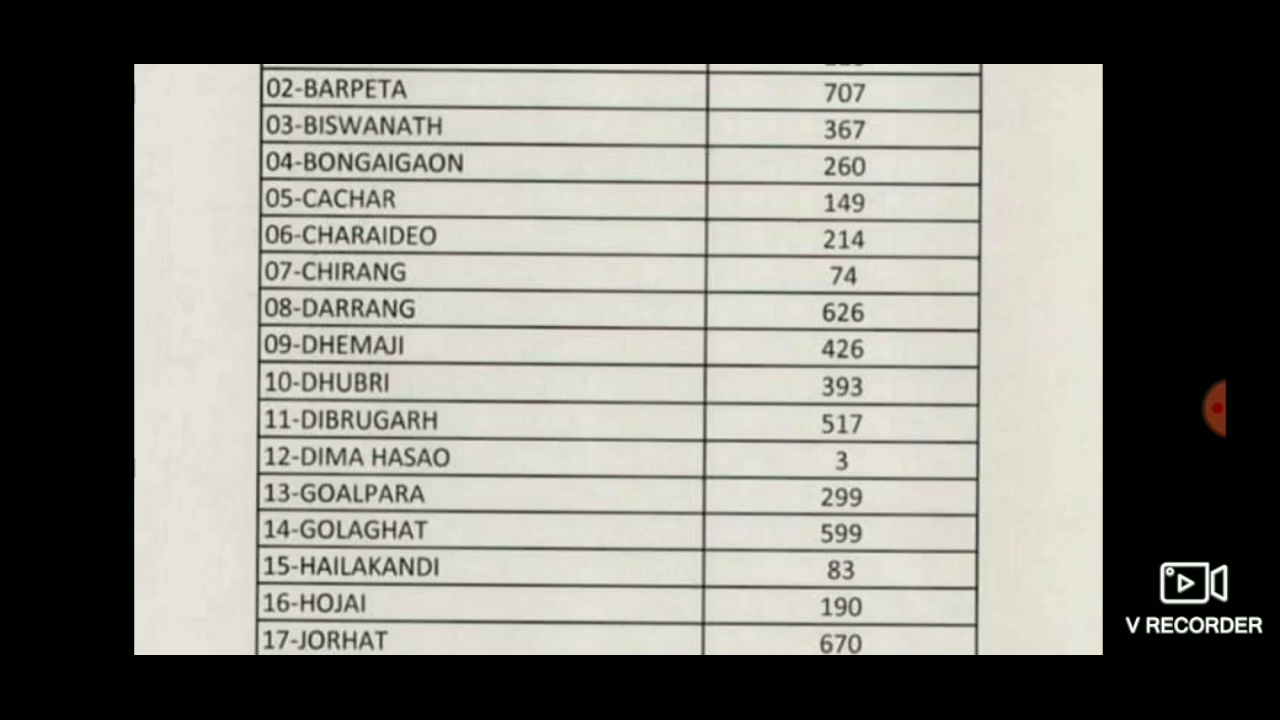 02-BARPETA 707
03-BISWANATH 367
04-BONGAIGAON 260
05-CACHAR 149
06-CHARAIDEO 214
07-CHIRANG 74
08-DARRANG 626
09-DHEMAJI 426
10-DHUBRI 393
11-DIBRUGARH 517
12-DIMA HASAO 3
13-GOALPARA 299
14-GOLAGHAT 599
15-HAILAKANDI 83
16-HOJAI 190
17-JORHAT 670
V RECORDER